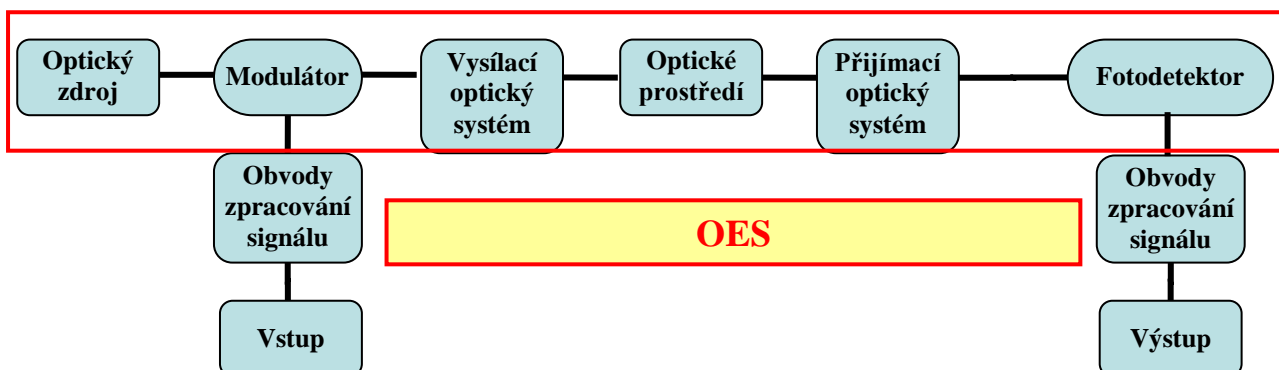 Optický
zdroj
Modulátor
Vysílací
optický
systém
Optické
prostředí
Přijímací
optický
systém
Fotodetektor
Obvody
zpracování
signálu
OES
Obvody
zpracování
signálu
Vstup
Výstup